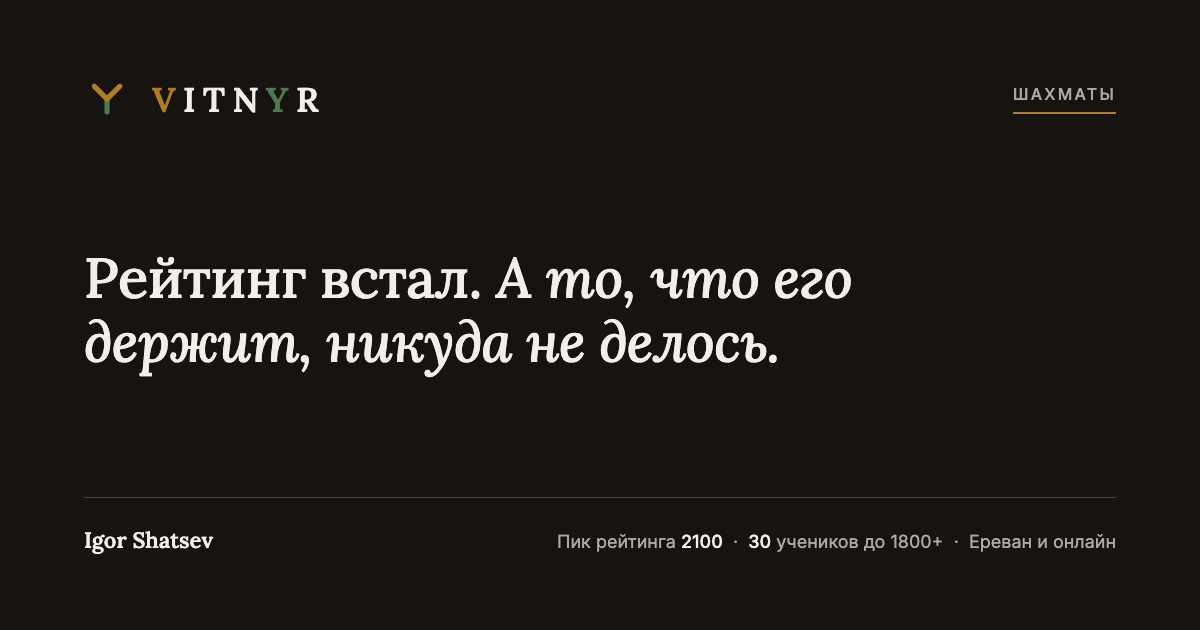 VITNYR
ШАХМАТЫ
Рейтинг встал. А то, что его
держит, никуда не делось.
Igor Shatsev
Пик рейтинга 2100 · 30 учеников до 1800+ · Ереван и онлайн